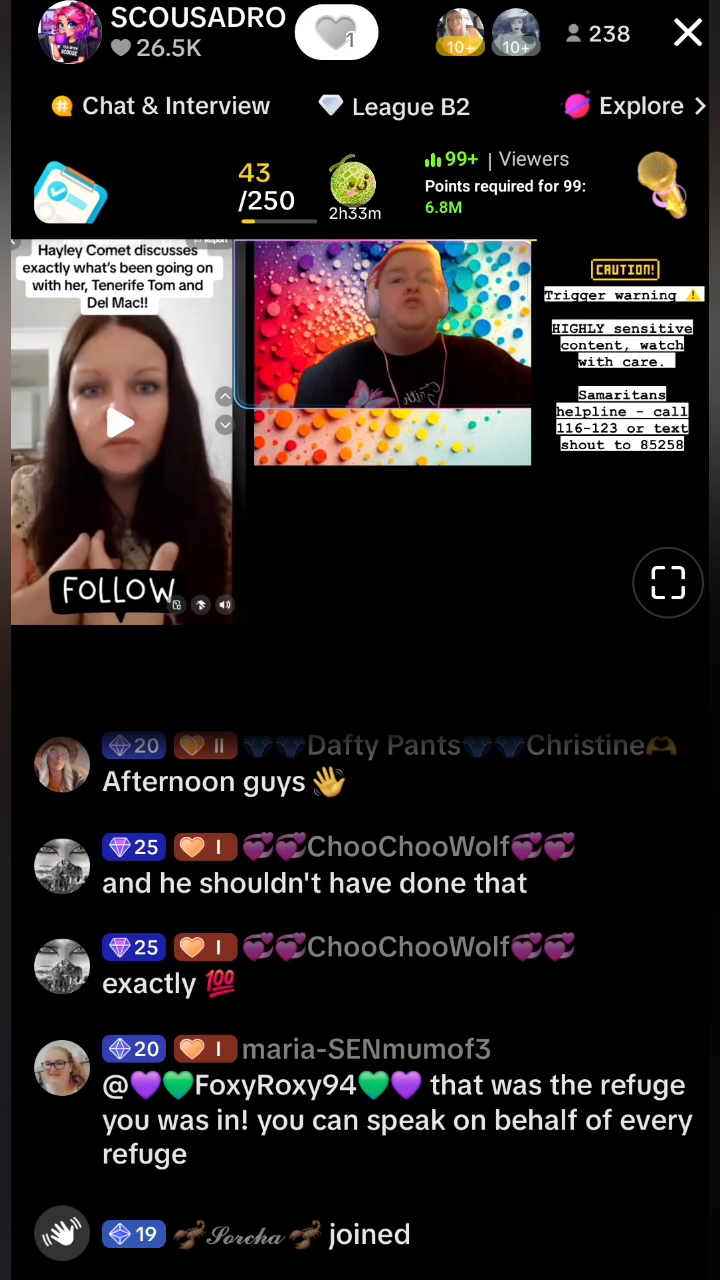 SCOUSADRO
26.5K
1
10+
10+
238
Chat & Interview
League B2
Explore >
43
/250
2h33m
99+ | Viewers
Points required for 99:
6.8M
Hayley Comet discusses
exactly what's been going on
with her, Tenerife Tom and
Del Mac!!
FOLLOW
CAUTION!
Trigger warning ⚠️
HIGHLY sensitive
content, watch
with care.
Samaritans
helpline - call
116-123 or text
shout to 85258
20 II 🩲🩲Dafty Pants🩲🩲Christine🫶
Afternoon guys 👋
25 I 💞💞ChooChooWolf💞💞
and he shouldn't have done that
25 I 💞💞ChooChooWolf💞💞
exactly 💯
20 I maria-SENmumof3
@💜💚FoxyRoxy94💚💜 that was the refuge
you was in! you can speak on behalf of every
refuge
19 🦂𝒮ℴ𝓇𝒸𝒽𝒶🦂 joined